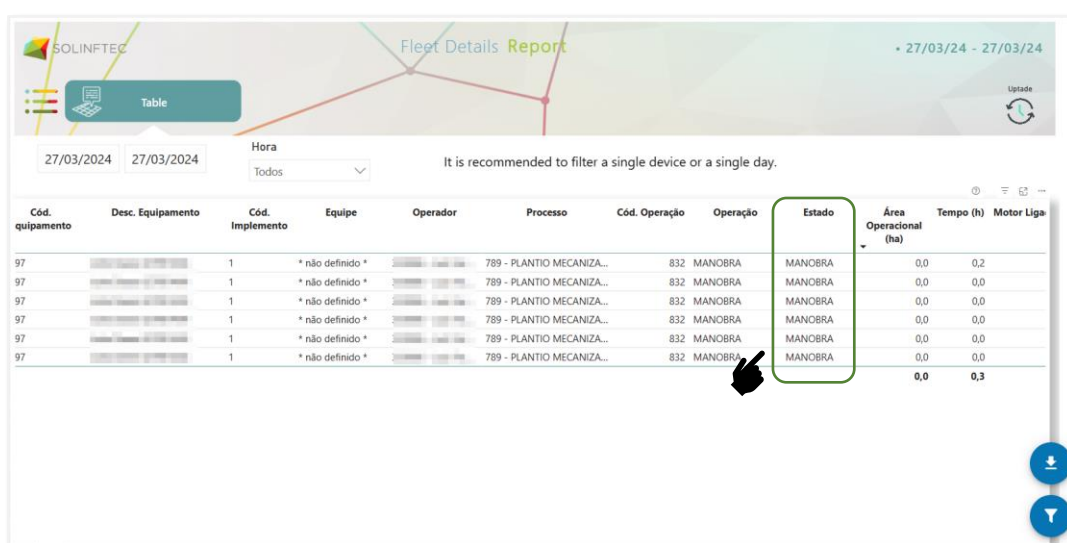 SOLINFTEC
Fleet Details Report
• 27/03/24 - 27/03/24
Table
Uptade
27/03/2024 27/03/2024
Hora
Todos
It is recommended to filter a single device or a single day.
Cód. quipamento Desc. Equipamento Cód. Implemento Equipe Operador Processo Cód. Operação Operação Estado Área Operacional (ha) Tempo (h) Motor Liga
97 1 * não definido * 789 - PLANTIO MECANIZA... 832 MANOBRA MANOBRA 0,0 0,2
97 1 * não definido * 789 - PLANTIO MECANIZA... 832 MANOBRA MANOBRA 0,0 0,0
97 1 * não definido * 789 - PLANTIO MECANIZA... 832 MANOBRA MANOBRA 0,0 0,0
97 1 * não definido * 789 - PLANTIO MECANIZA... 832 MANOBRA MANOBRA 0,0 0,0
97 1 * não definido * 789 - PLANTIO MECANIZA... 832 MANOBRA MANOBRA 0,0 0,0
97 1 * não definido * 789 - PLANTIO MECANIZA... 832 MANOBRA MANOBRA 0,0 0,0
0,0 0,3